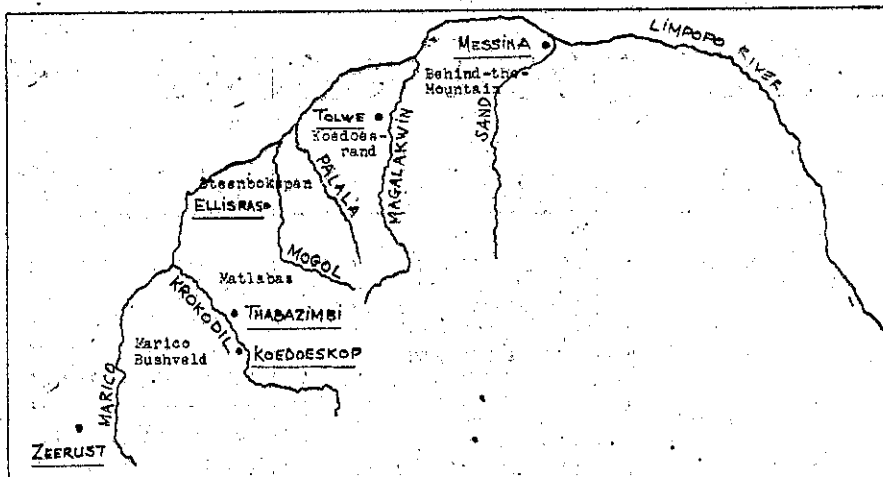 LIMPOPO RIVER
MESSINA
Behind-the-
Mountain
SAND
TOLWE
Koedoes-
rand
PALALA
MAGALAKWIN
Steenbokspan
ELLISRAS
MOGOL
Matlabas
KROKODIL
THABAZIMBI
Marico
Bushveld
KOEDOESKOP
MARICO
ZEERUST